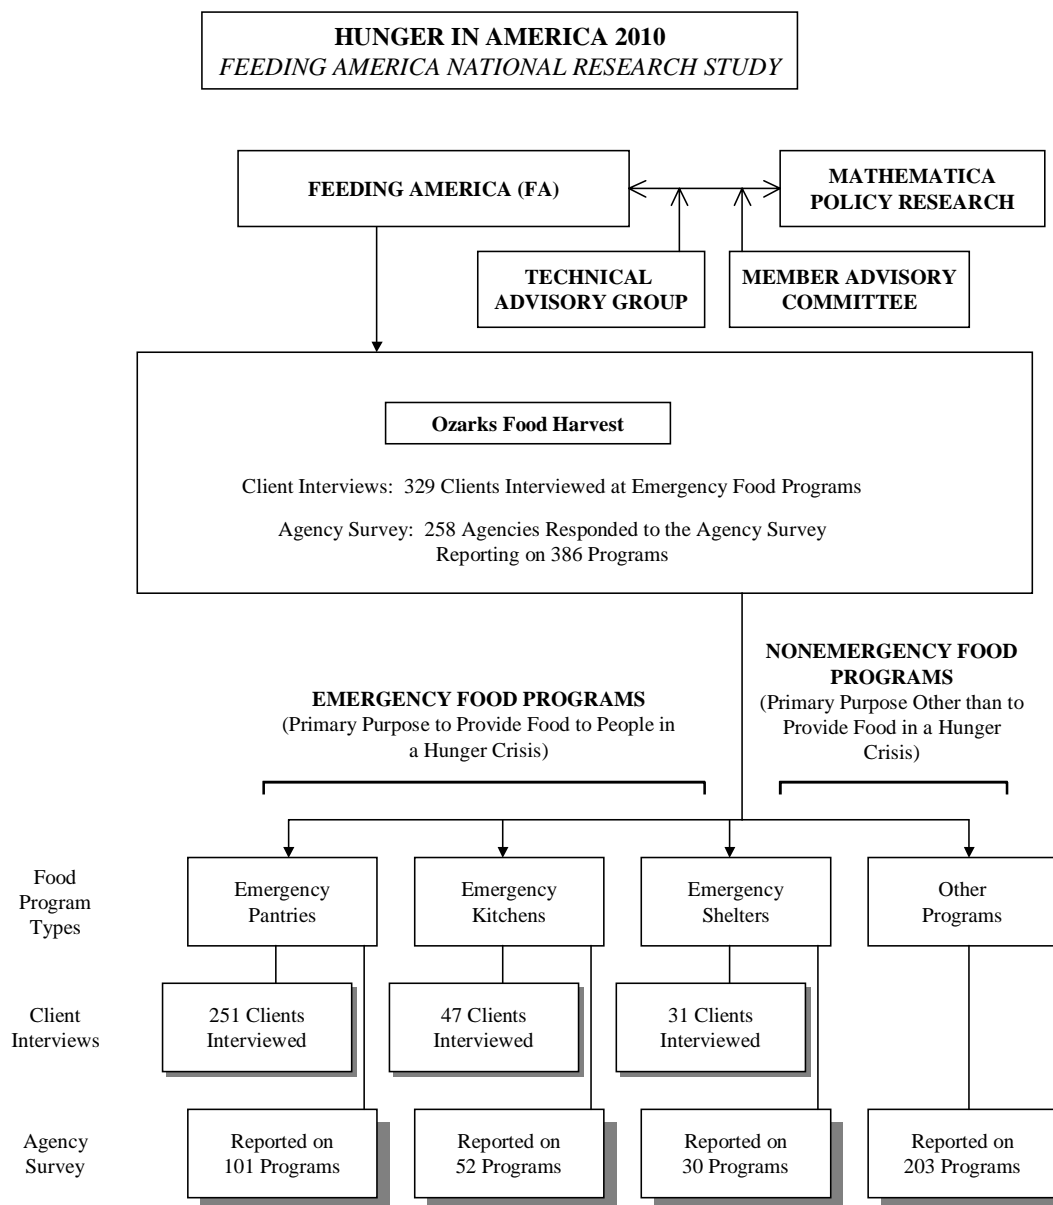 HUNGER IN AMERICA 2010
FEEDING AMERICA NATIONAL RESEARCH STUDY
FEEDING AMERICA (FA)
MATHEMATICA
POLICY RESEARCH
TECHNICAL
ADVISORY GROUP
MEMBER ADVISORY
COMMITTEE
Ozarks Food Harvest
Client Interviews:  329 Clients Interviewed at Emergency Food Programs
Agency Survey:  258 Agencies Responded to the Agency Survey
Reporting on 386 Programs
EMERGENCY FOOD PROGRAMS
(Primary Purpose to Provide Food to People in
a Hunger Crisis)
NONEMERGENCY FOOD
PROGRAMS
(Primary Purpose Other than to
Provide Food in a Hunger
Crisis)
Food
Program
Types
Emergency
Pantries
Emergency
Kitchens
Emergency
Shelters
Other
Programs
Client
Interviews
251 Clients
Interviewed
47 Clients
Interviewed
31 Clients
Interviewed
Agency
Survey
Reported on
101 Programs
Reported on
52 Programs
Reported on
30 Programs
Reported on
203 Programs